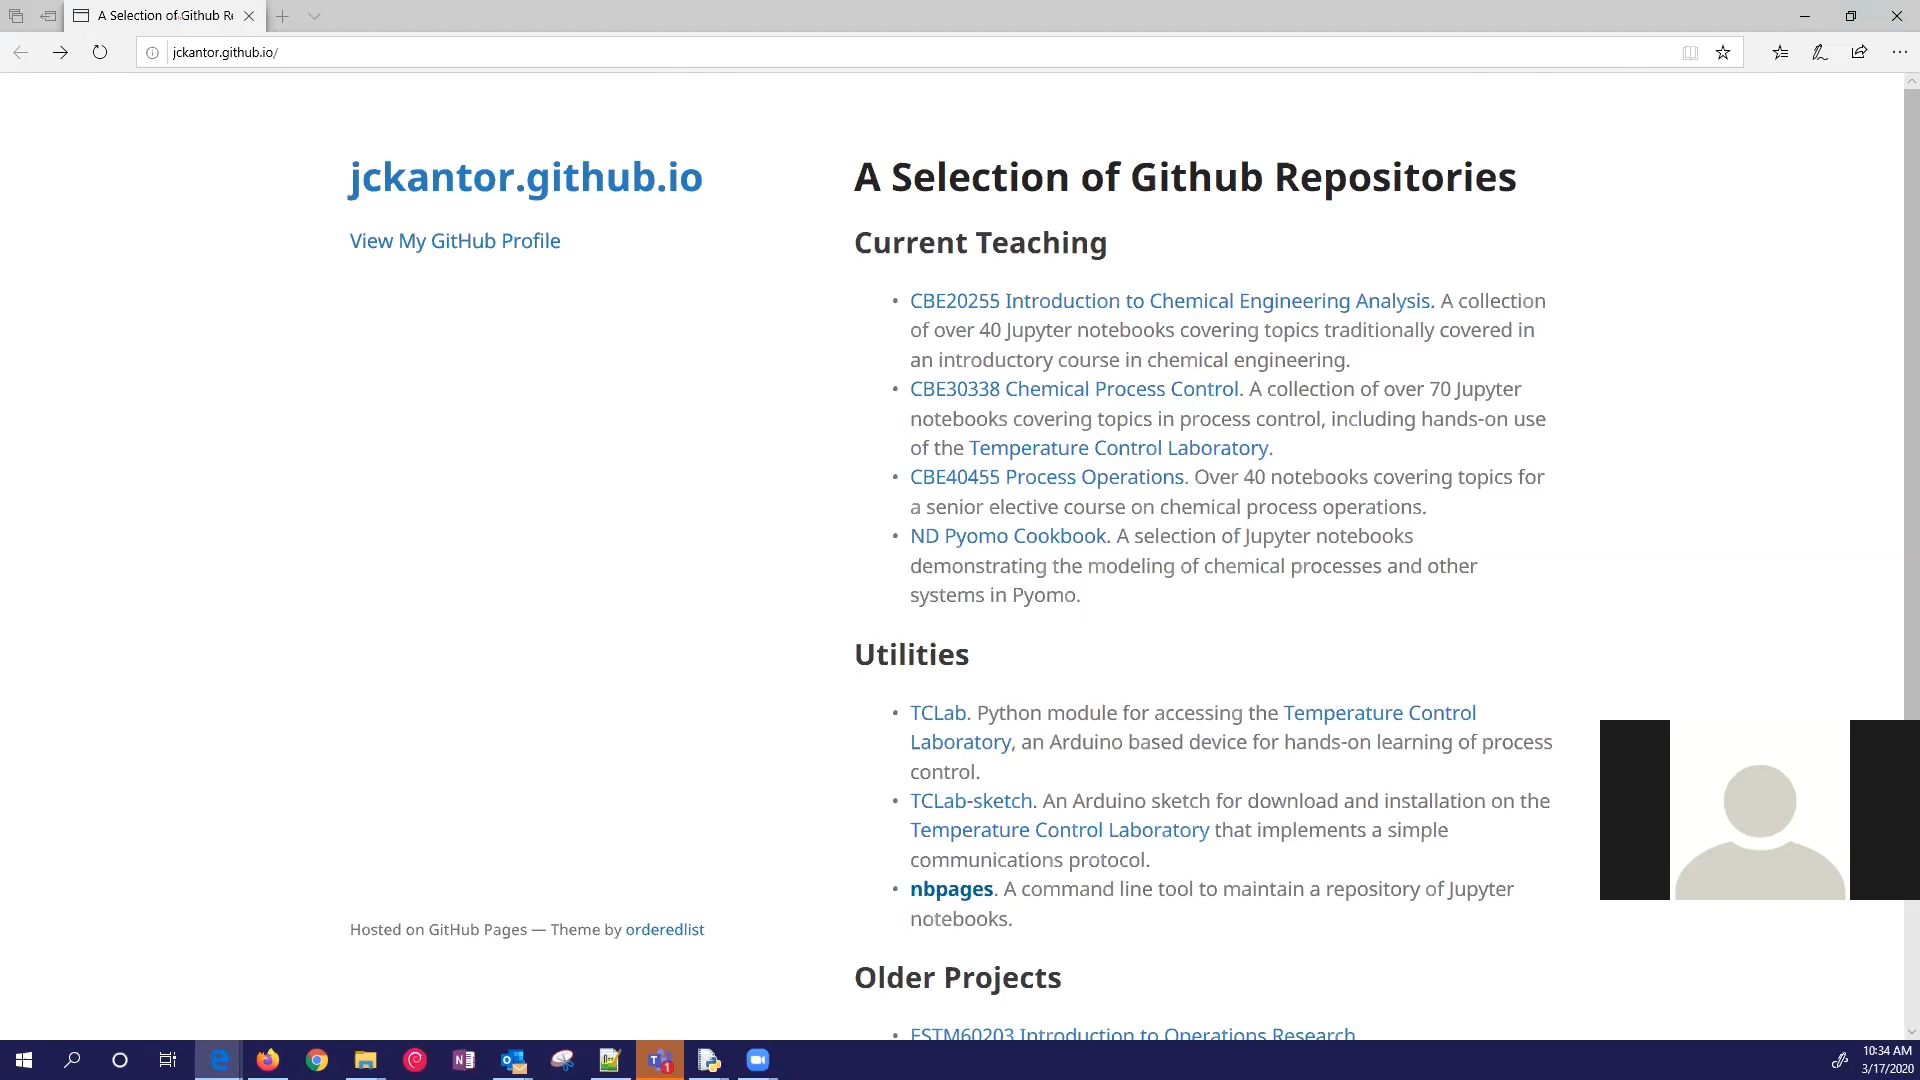 A Selection of Github Re
jckantor.github.io/
jckantor.github.io
View My GitHub Profile
Hosted on GitHub Pages — Theme by orderedlist
A Selection of Github Repositories
Current Teaching
• CBE20255 Introduction to Chemical Engineering Analysis. A collection
of over 40 Jupyter notebooks covering topics traditionally covered in
an introductory course in chemical engineering.
• CBE30338 Chemical Process Control. A collection of over 70 Jupyter
notebooks covering topics in process control, including hands-on use
of the Temperature Control Laboratory.
• CBE40455 Process Operations. Over 40 notebooks covering topics for
a senior elective course on chemical process operations.
• ND Pyomo Cookbook. A selection of Jupyter notebooks
demonstrating the modeling of chemical processes and other
systems in Pyomo.
Utilities
• TCLab. Python module for accessing the Temperature Control
Laboratory, an Arduino based device for hands-on learning of process
control.
• TCLab-sketch. An Arduino sketch for download and installation on the
Temperature Control Laboratory that implements a simple
communications protocol.
• nbpages. A command line tool to maintain a repository of Jupyter
notebooks.
Older Projects
• ESTM60203 Introduction to Operations Research
10:34 AM
3/17/2020